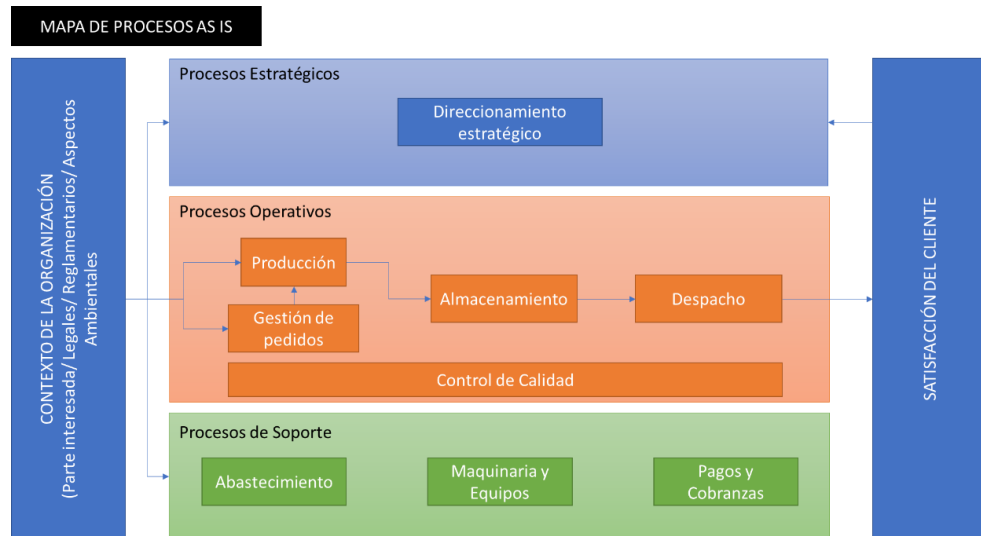 MAPA DE PROCESOS AS IS
CONTEXTO DE LA ORGANIZACIÓN
(Parte interesada/ Legales/ Reglamentarios/ Aspectos
Ambientales
Procesos Estratégicos
Direccionamiento
estratégico
Procesos Operativos
Producción
Gestión de
pedidos
Almacenamiento
Despacho
Control de Calidad
Procesos de Soporte
Abastecimiento
Maquinaria y
Equipos
Pagos y
Cobranzas
SATISFACCIÓN DEL CLIENTE